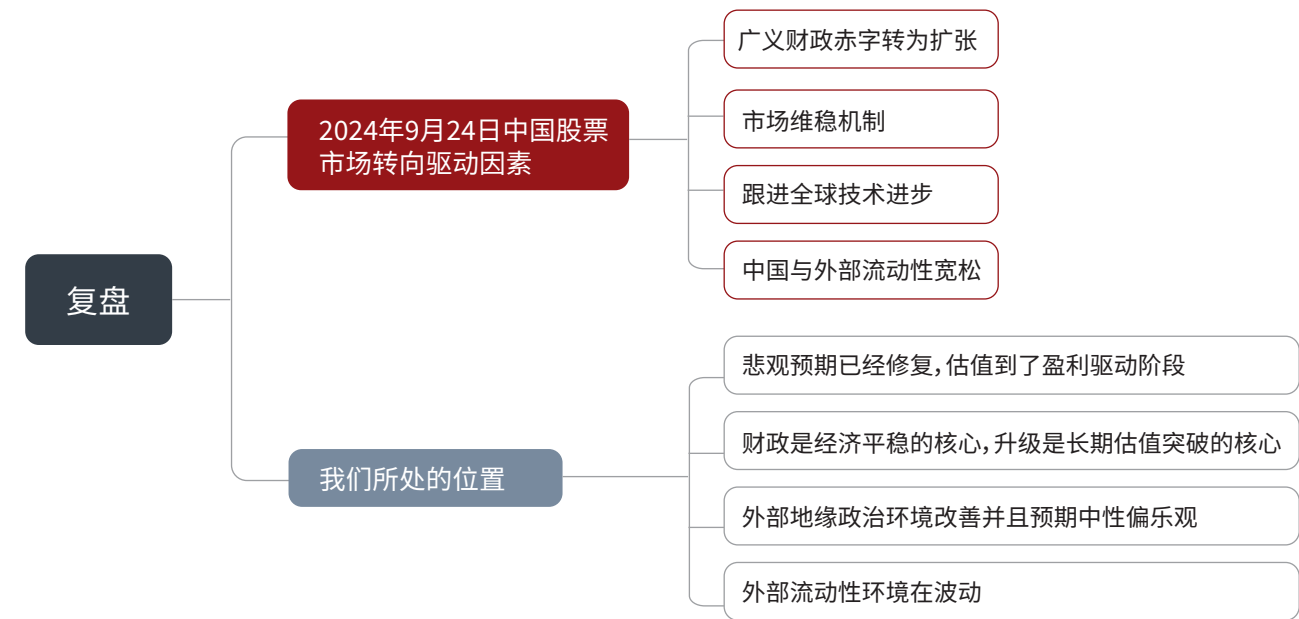 复盘
2024年9月24日中国股票
市场转向驱动因素
广义财政赤字转为扩张
市场维稳机制
跟进全球技术进步
中国与外部流动性宽松
我们所处的位置
悲观预期已经修复，估值到了盈利驱动阶段
财政是经济平稳的核心，升级是长期估值突破的核心
外部地缘政治环境改善并且预期中性偏乐观
外部流动性环境在波动